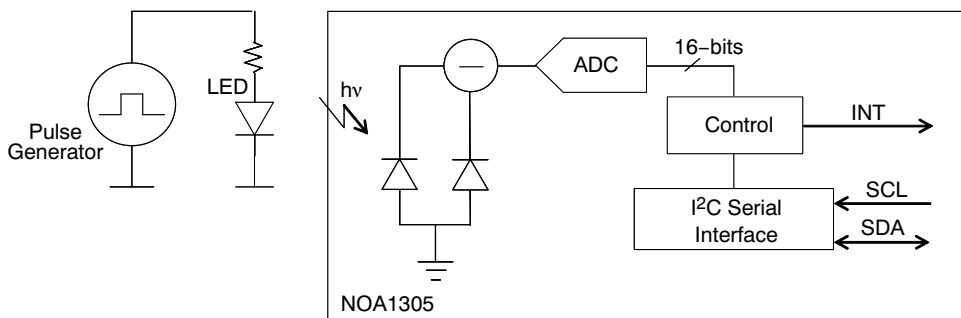 Pulse
Generator
LED
hν
ADC
16−bits
Control
INT
I²C Serial
Interface
SCL
SDA
NOA1305